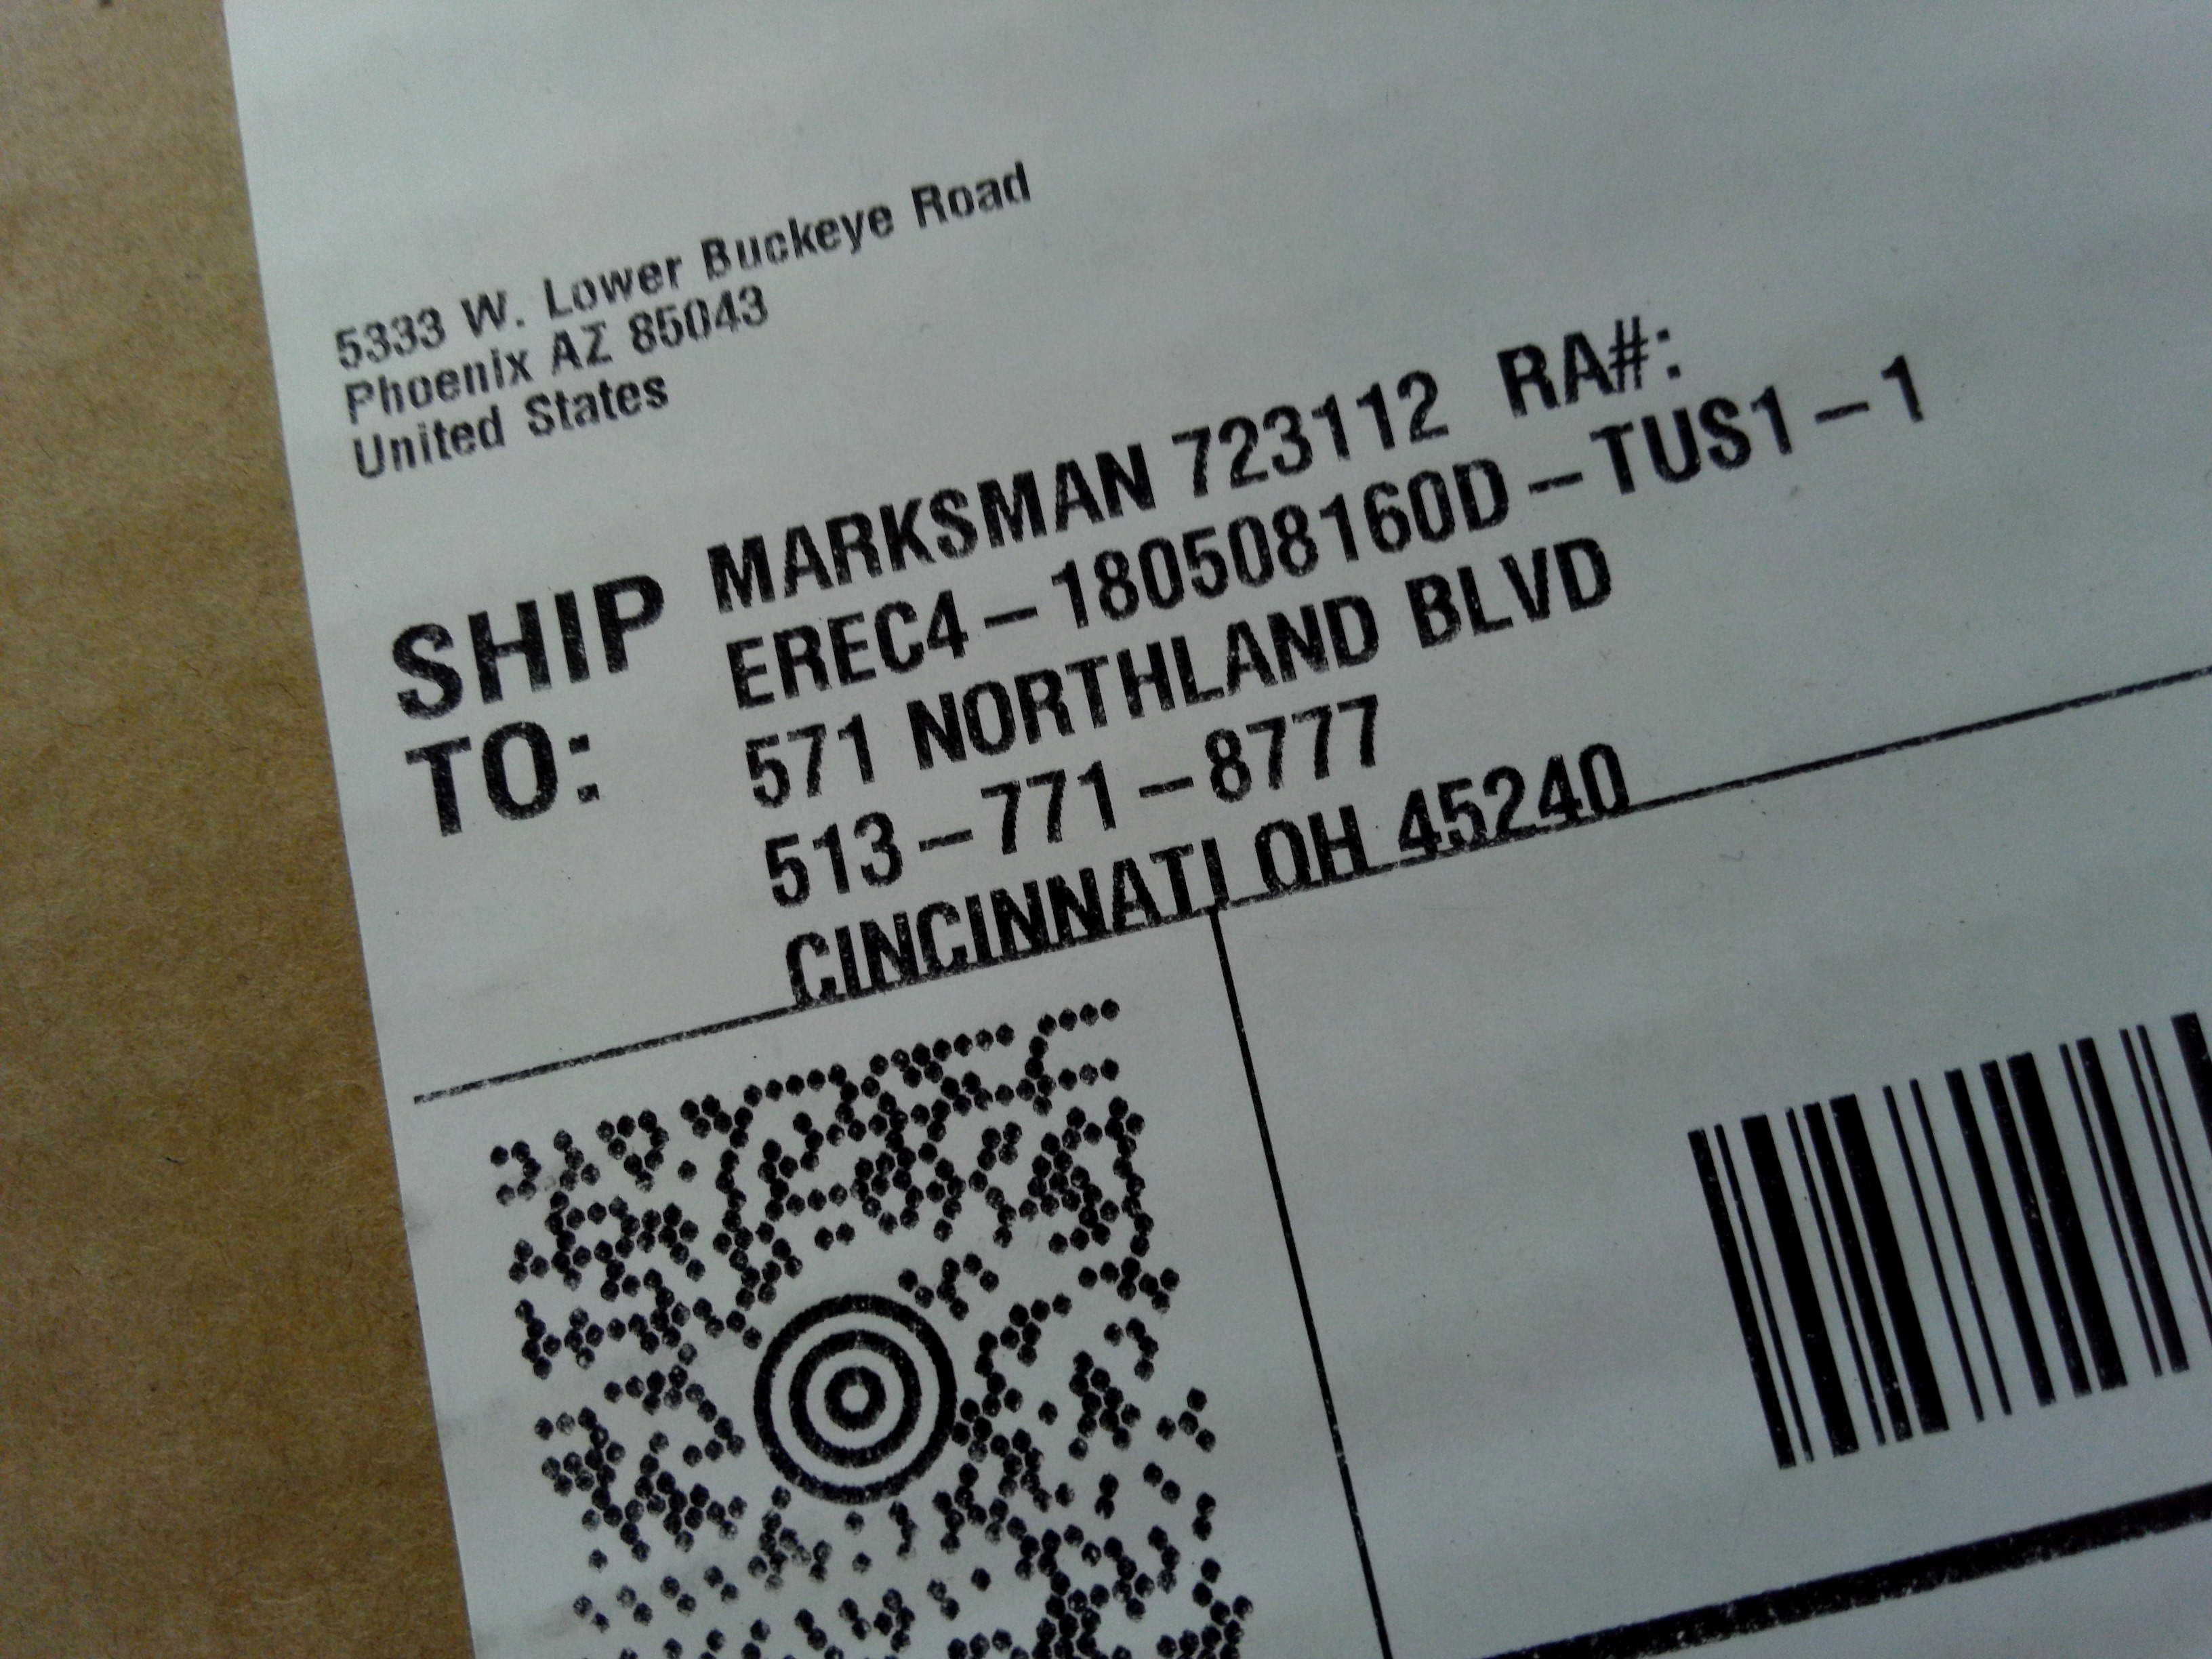 5333 W. Lower Buckeye Road
Phoenix AZ 85043
United States
SHIP TO:
MARKSMAN 723112 RA#:
EREC4-180508160D-TUS1-1
571 NORTHLAND BLVD
513-771-8777
CINCINNATI OH 45240